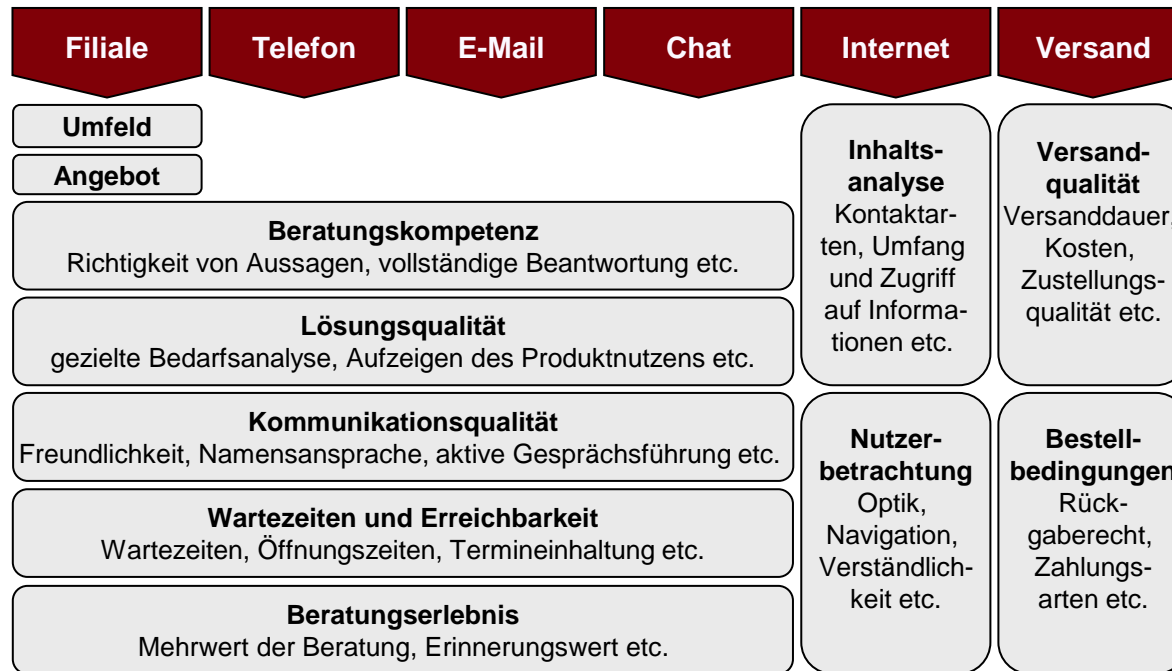 Filiale
Telefon
E-Mail
Chat
Internet
Versand
Umfeld
Angebot
Beratungskompetenz
Richtigkeit von Aussagen, vollständige Beantwortung etc.
Lösungsqualität
gezielte Bedarfsanalyse, Aufzeigen des Produktnutzens etc.
Kommunikationsqualität
Freundlichkeit, Namensansprache, aktive Gesprächsführung etc.
Wartezeiten und Erreichbarkeit
Wartezeiten, Öffnungszeiten, Termineinhaltung etc.
Beratungserlebnis
Mehrwert der Beratung, Erinnerungswert etc.
Inhalts-
analyse
Kontaktar-
ten, Umfang
und Zugriff
auf Informa-
tionen etc.
Nutzer-
betrachtung
Optik,
Navigation,
Verständlich-
keit etc.
Versand-
qualität
Versanddauer,
Kosten,
Zustellungs-
qualität etc.
Bestell-
bedingungen
Rück-
gaberecht,
Zahlungs-
arten etc.